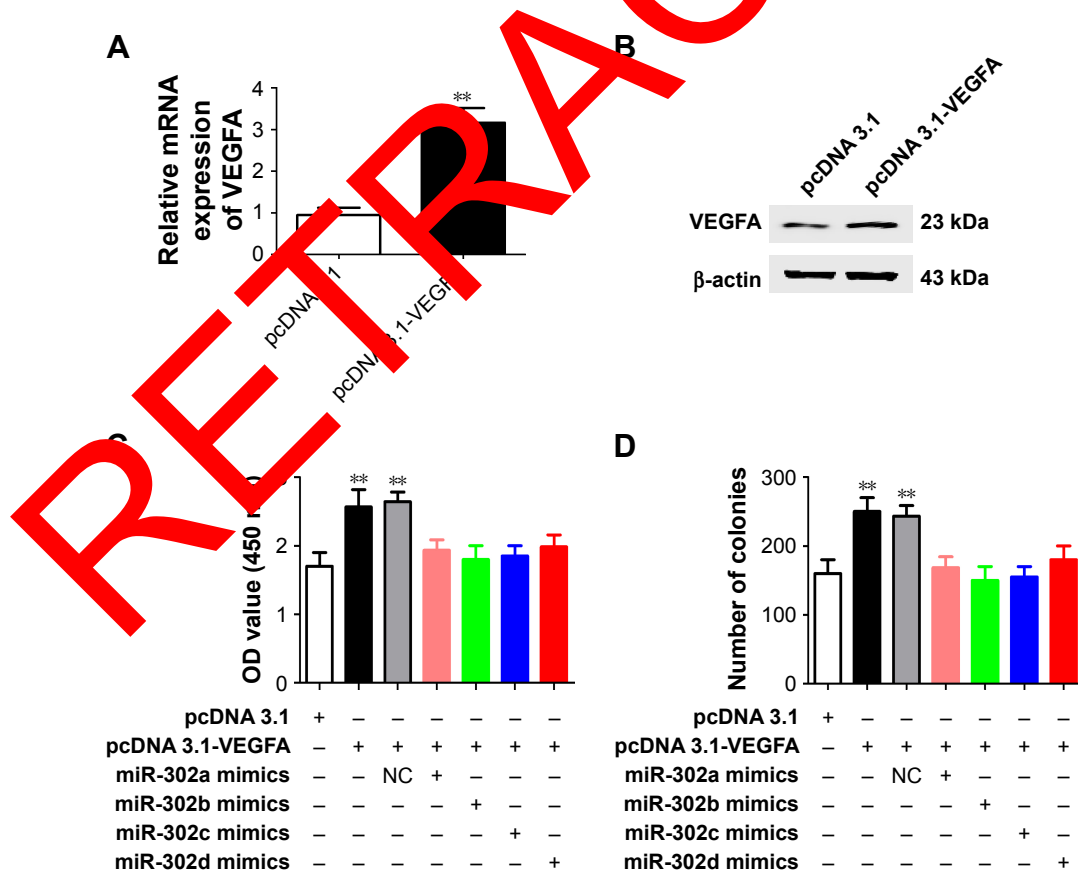 A
Relative mRNA
expression
of VEGFA
4
3
2
1
0
**
pcDNA 3.1
B
pcDNA 3.1
pcDNA 3.1-VEGFA
VEGFA
23 kDa
β-actin
43 kDa
RETRAC
OD value (450
2
1
0
** **
pcDNA 3.1 + – – – – – –
pcDNA 3.1-VEGFA – + + + + + +
miR-302a mimics – – NC + – – –
miR-302b mimics – – – – + – –
miR-302c mimics – – – – – + –
miR-302d mimics – – – – – – +
D
Number of colonies
300
200
100
0
** **
pcDNA 3.1 + – – – – – –
pcDNA 3.1-VEGFA – + + + + + +
miR-302a mimics – – NC + – – –
miR-302b mimics – – – – + – –
miR-302c mimics – – – – – + –
miR-302d mimics – – – – – – +